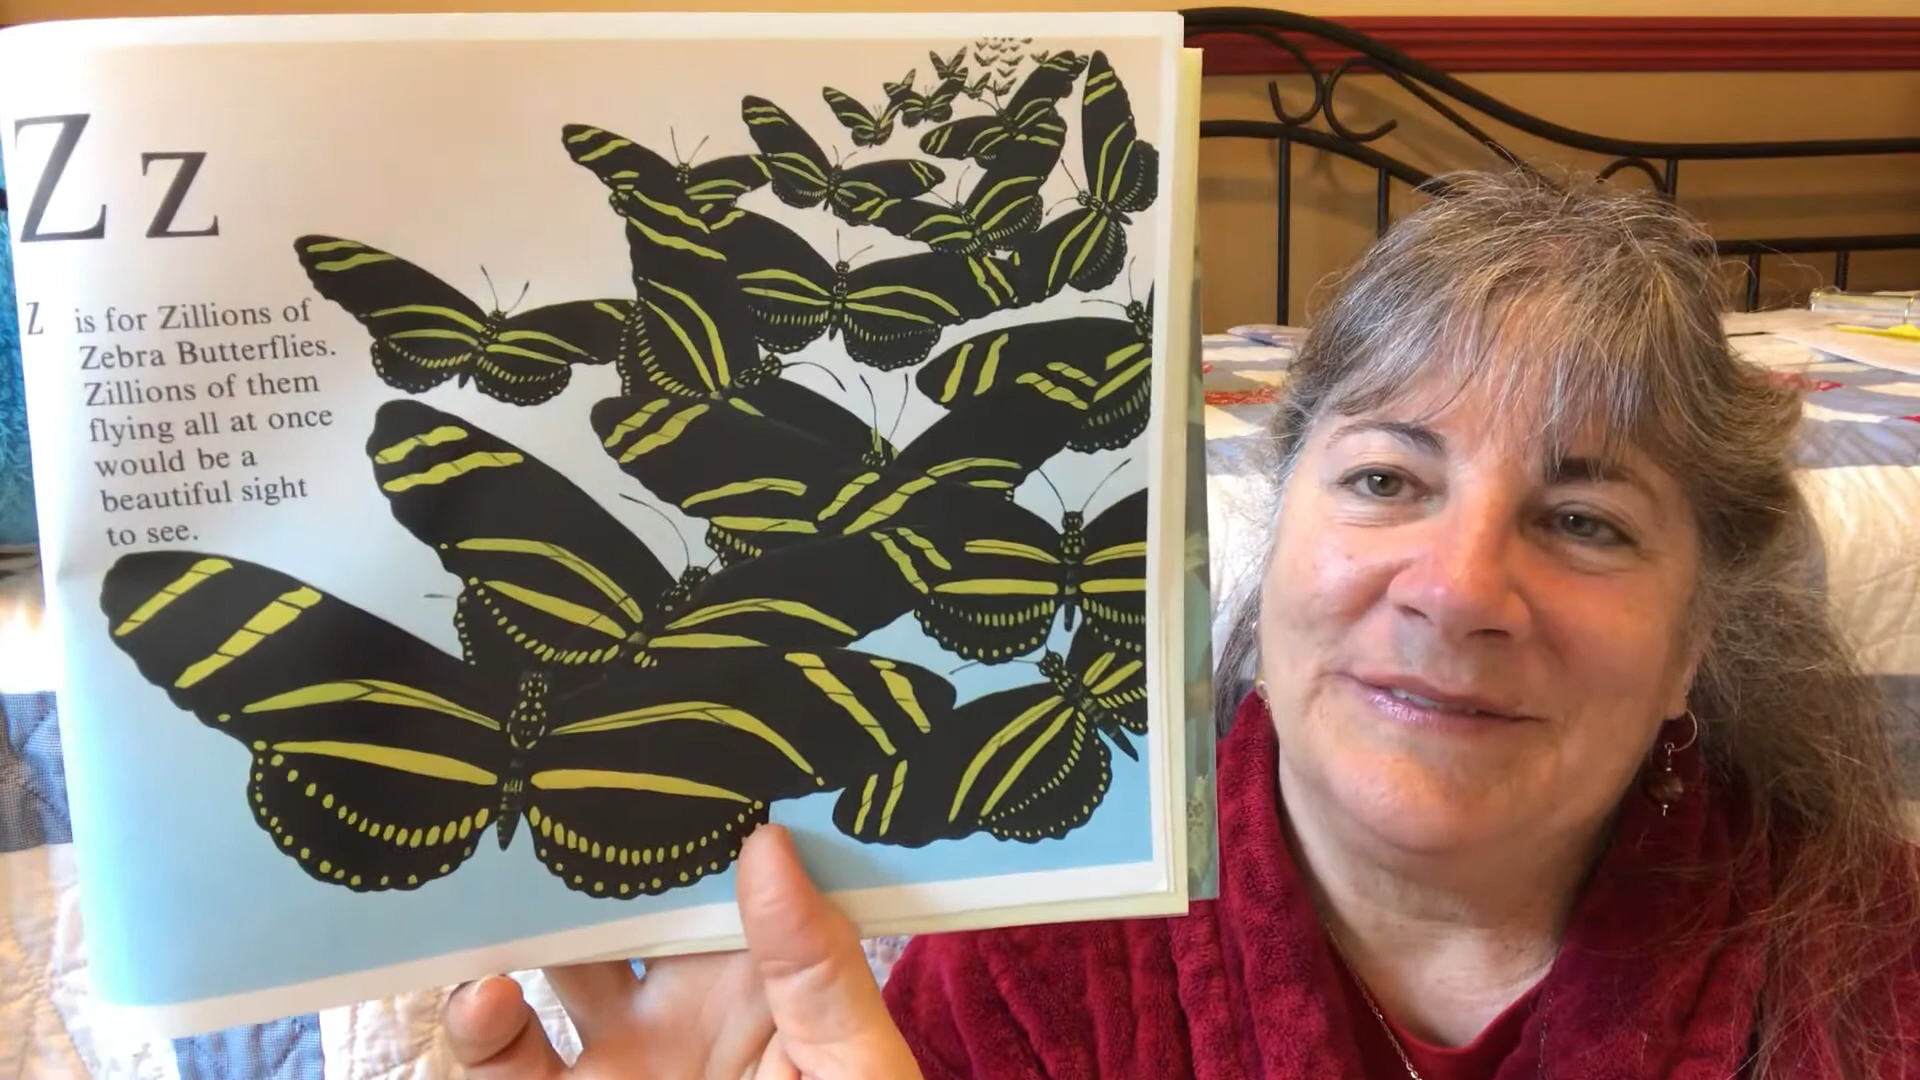 Z z
Z is for Zillions of
Zebra Butterflies.
Zillions of them
flying all at once
would be a
beautiful sight
to see.